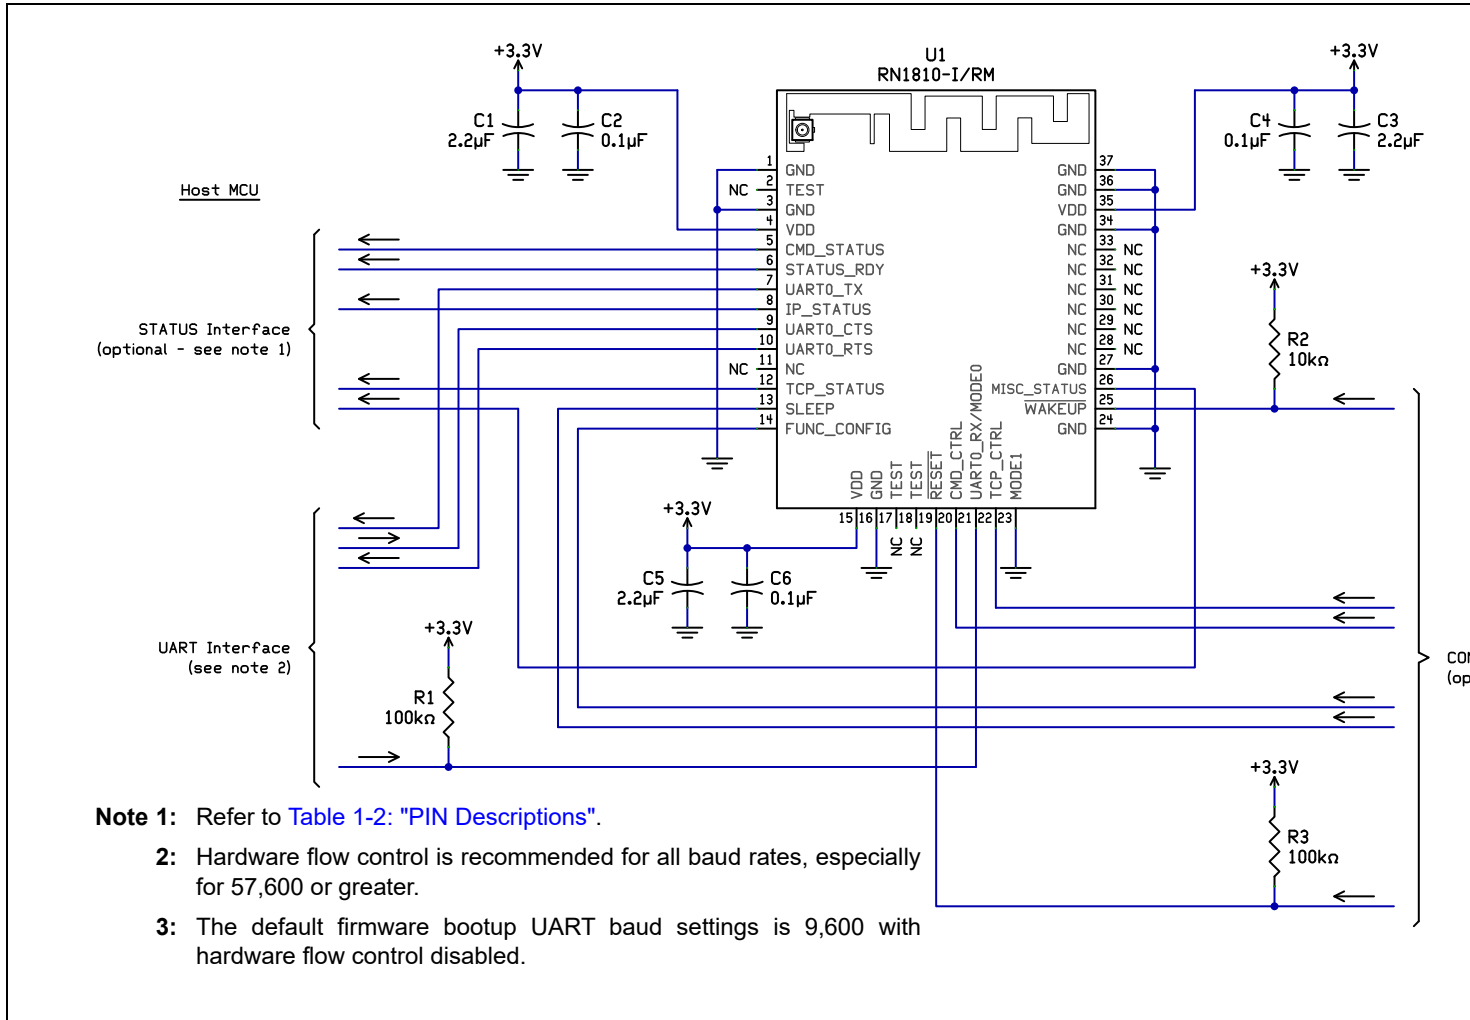 +3.3V
U1
RN1810-I/RM
+3.3V
C1
2.2µF
C2
0.1µF
C4
0.1µF
C3
2.2µF
Host MCU
1 GND
NC 2 TEST
3 GND
4 VDD
5 CMD_STATUS
6 STATUS_RDY
7 UART0_TX
8 IP_STATUS
9 UART0_CTS
10 UART0_RTS
NC 11 NC
12 TCP_STATUS
13 SLEEP
14 FUNC_CONFIG
GND 37
GND 36
VDD 35
GND 34
NC 33 NC
NC 32 NC
NC 31 NC
NC 30 NC
NC 29 NC
NC 28 NC
GND 27
MISC_STATUS 26
WAKEUP 25
GND 24
VDD
GND
TEST
TEST
RESET
CMD_CTRL
UART0_RX/MODE0
TCP_CTRL
MODE1
15 16 17 18 19 20 21 22 23
NC
NC
STATUS Interface
(optional - see note 1)
+3.3V
R2
10kΩ
+3.3V
C5
2.2µF
C6
0.1µF
UART Interface
(see note 2)
+3.3V
R1
100kΩ
+3.3V
R3
100kΩ
Note 1: Refer to Table 1-2: "PIN Descriptions".
2: Hardware flow control is recommended for all baud rates, especially
for 57,600 or greater.
3: The default firmware bootup UART baud settings is 9,600 with
hardware flow control disabled.